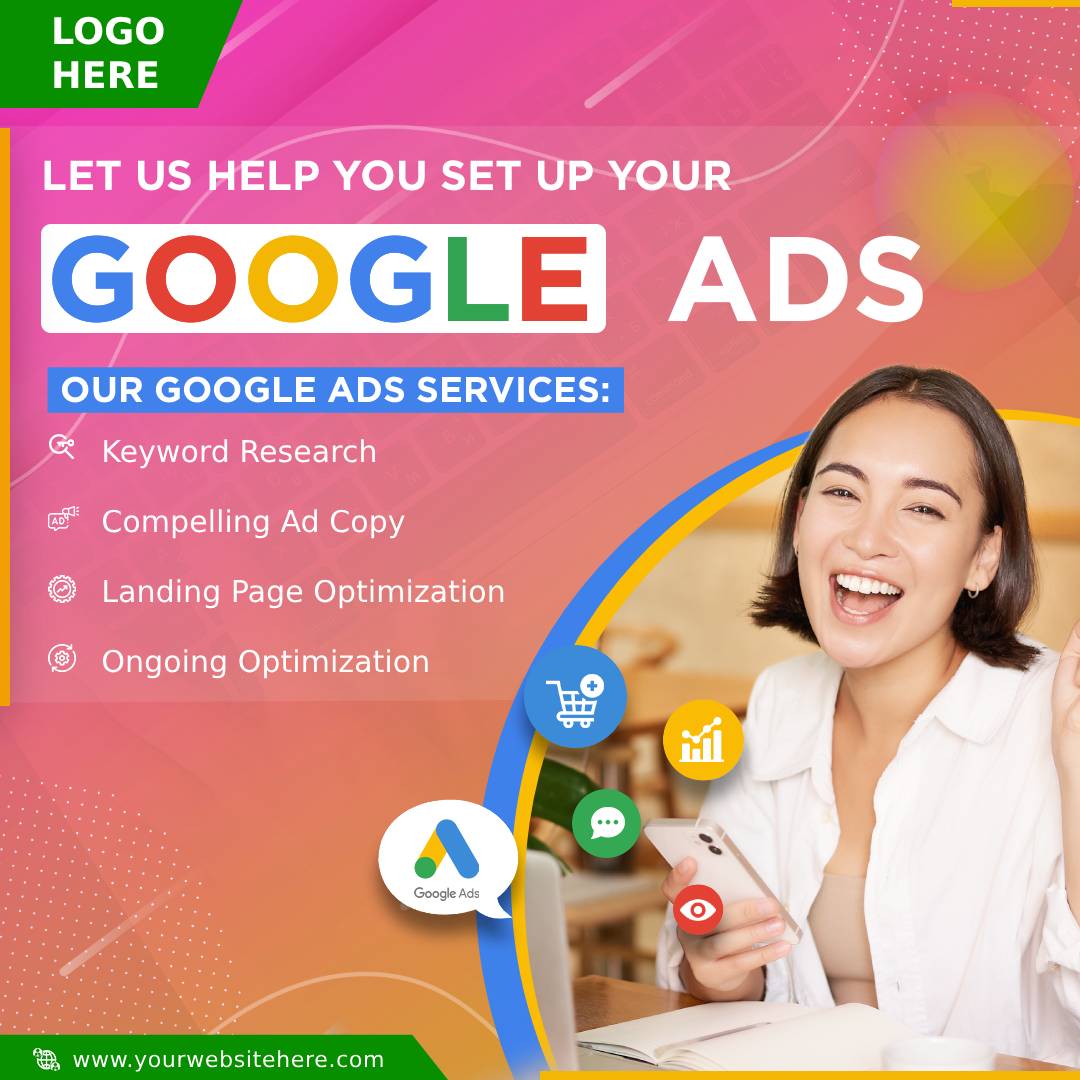 LOGO
HERE
LET US HELP YOU SET UP YOUR
GOOGLE ADS
OUR GOOGLE ADS SERVICES:
Keyword Research
AD
Compelling Ad Copy
Landing Page Optimization
Ongoing Optimization
Google Ads
www.yourwebsitehere.com